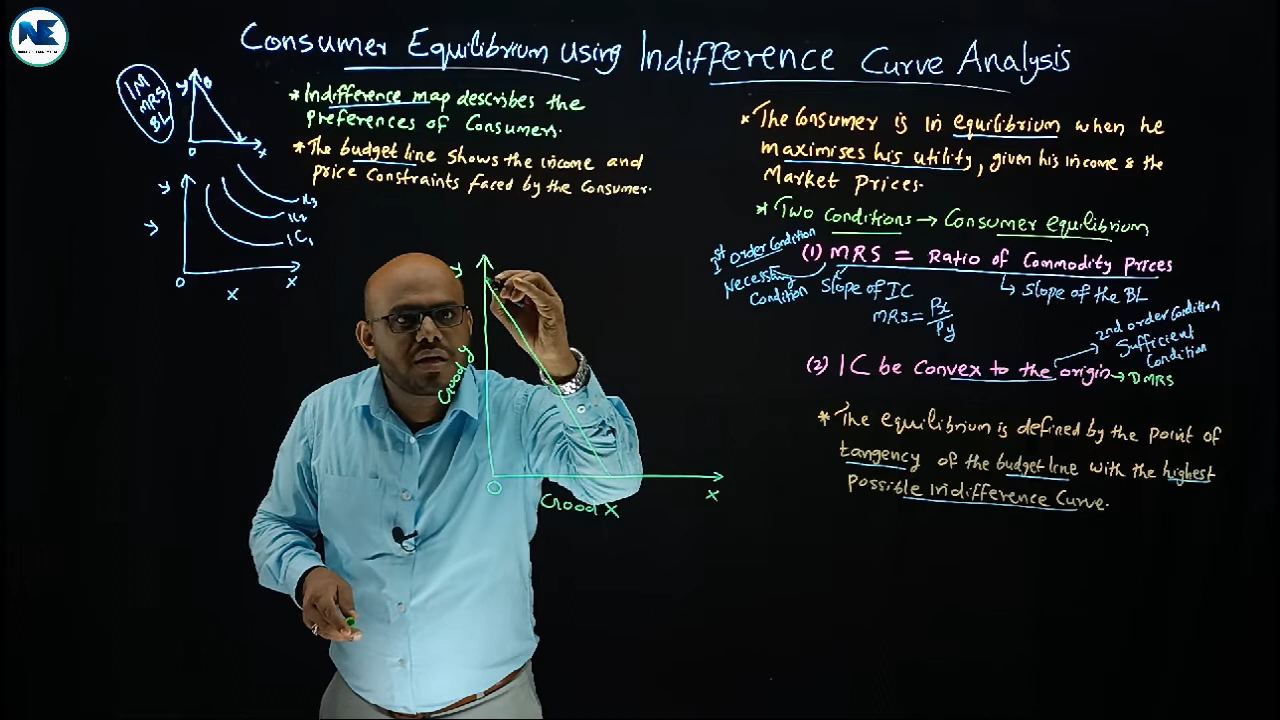 NE
Consumer Equilibrium using Indifference Curve Analysis
IM
MRS
BL
y
B
O
x
y
IC3
IC2
IC1
O
x
x
* Indifference map describes the
preferences of Consumers.
* The budget line shows the income and
price Constraints faced by the Consumer.
y
Good y
O
Good X
x
* The Consumer is in equilibrium when he
maximises his utility, given his income & the
Market Prices.
* Two Conditions → Consumer equilibrium
1st order Condition
Necessary
Condition
(1) MRS = Ratio of Commodity Prices
Slope of IC
Slope of the BL
MRS = Px/Py
2nd order Condition
Sufficient
Condition
(2) IC be Convex to the origin → DMRS
* The equilibrium is defined by the point of
tangency of the budget line with the highest
Possible indifference Curve.